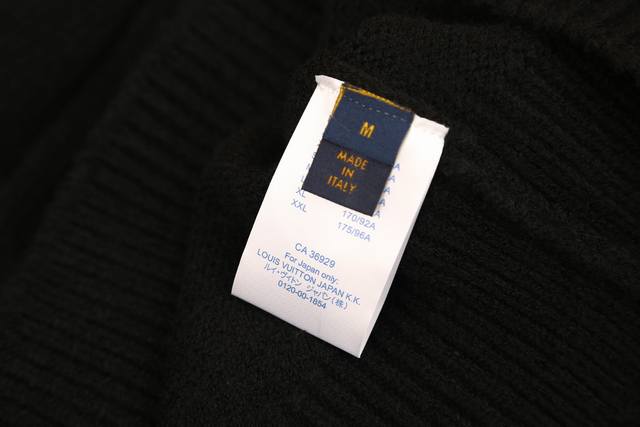 M
MADE
IN
ITALY
XL 170/92A
XXL 175/96A
CA 36929
For Japan only:
LOUIS VUITTON JAPAN K.K.
ルイ・ヴィトン ジャパン(株)
0120-00-1854